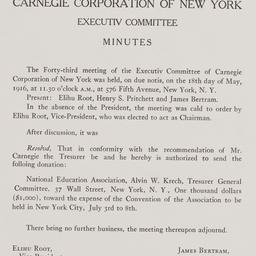 CARNEGIE CORPORATION OF NEW YORK
EXECUTIV COMMITTEE
MINUTES
The Forty-third meeting of the Executiv Committee of Carnegie
Corporation of New York was held, on due notis, on the 18th day of May,
1916, at 11.30 o'clock A.M., at 576 Fifth Avenue, New York, N. Y.
Present: Elihu Root, Henry S. Pritchett and James Bertram.
In the absence of the President, the meeting was cald to order by
Elihu Root, Vice-President, who was elected to act as Chairman.
After discussion, it was
Resolvd, That in conformity with the recommendation of Mr.
Carnegie the Tresurer be and he hereby is authorized to send the
folloing donation:
National Education Association, Alvin W. Krech, Tresurer General
Committee, 37 Wall Street, New York, N. Y., One thousand dollars
($1,000), toward the expense of the Convention of the Association to be
held in New York City, July 3rd to 8th.
There being no further business, the meeting thereupon adjournd.
ELIHU ROOT,
JAMES BERTRAM,